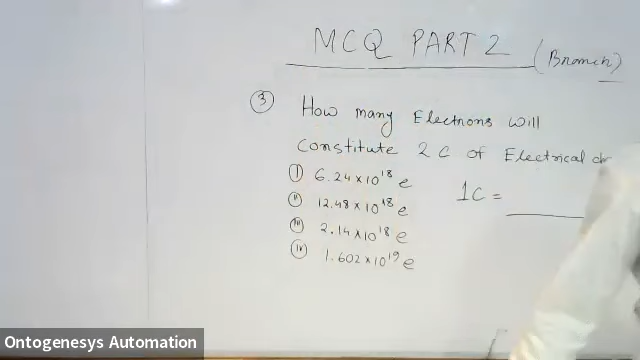 MCQ PART 2 (Branch)
③ How many Electrons will
constitute 2 C of Electrical
(i) 6.24 x 10^18 e
(ii) 12.48 x 10^18 e
(iii) 2.14 x 10^18 e
(iv) 1.602 x 10^19 e
1C =
Ontogenesys Automation